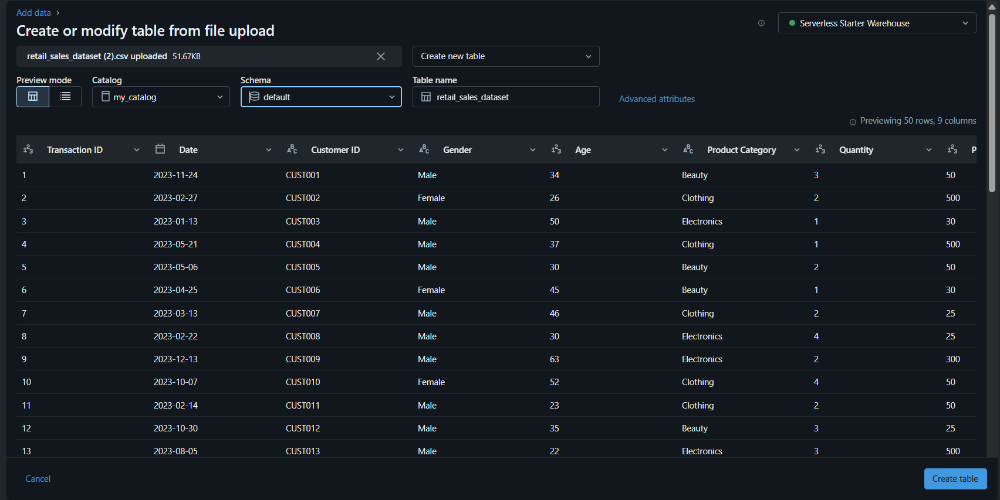 Add data
Create or modify table from file upload
Serverless Starter Warehouse
retail_sales_dataset (2).csv uploaded 51.67KB
Create new table
Preview mode Catalog Schema Table name
my_catalog default retail_sales_dataset
Advanced attributes
Previewing 50 rows, 9 columns
Transaction ID Date Customer ID Gender Age Product Category Quantity P
1 2023-11-24 CUST001 Male 34 Beauty 3 50
2 2023-02-27 CUST002 Female 26 Clothing 2 500
3 2023-01-13 CUST003 Male 50 Electronics 1 30
4 2023-05-21 CUST004 Male 37 Clothing 1 500
5 2023-05-06 CUST005 Male 30 Beauty 2 50
6 2023-04-25 CUST006 Female 45 Beauty 1 30
7 2023-03-13 CUST007 Male 46 Clothing 2 25
8 2023-02-22 CUST008 Male 30 Electronics 4 25
9 2023-12-13 CUST009 Male 63 Electronics 2 300
10 2023-10-07 CUST010 Female 52 Clothing 4 50
11 2023-02-14 CUST011 Male 23 Clothing 2 50
12 2023-10-30 CUST012 Male 35 Beauty 3 25
13 2023-08-05 CUST013 Male 22 Electronics 3 500
Cancel
Create table